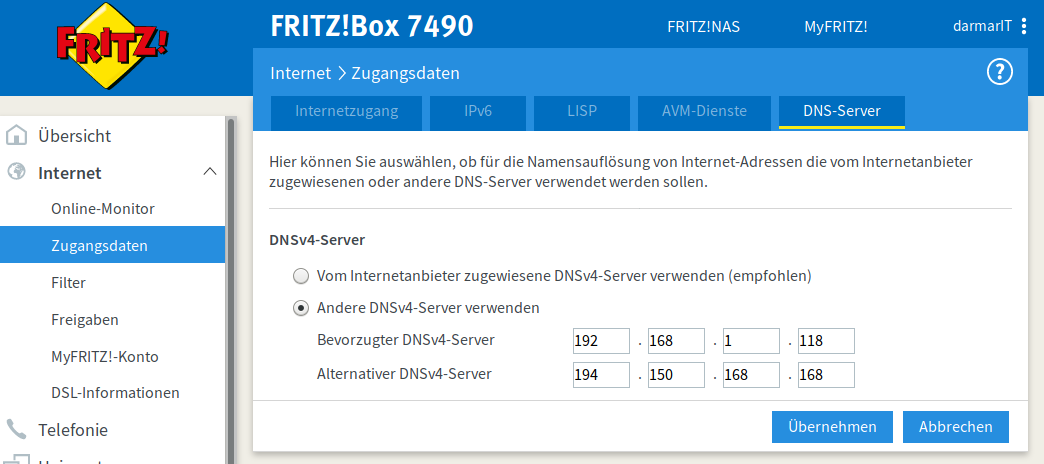 FRITZ!
FRITZ!Box 7490
FRITZ!NAS
MyFRITZ!
darmarIT
Internet > Zugangsdaten
?
Internetzugang
IPv6
LISP
AVM-Dienste
DNS-Server
Übersicht
Internet
Online-Monitor
Zugangsdaten
Filter
Freigaben
MyFRITZ!-Konto
DSL-Informationen
Telefonie
Hier können Sie auswählen, ob für die Namensauflösung von Internet-Adressen die vom Internetanbieter
zugewiesenen oder andere DNS-Server verwendet werden sollen.
DNSv4-Server
Vom Internetanbieter zugewiesene DNSv4-Server verwenden (empfohlen)
Andere DNSv4-Server verwenden
Bevorzugter DNSv4-Server 192 . 168 . 1 . 118
Alternativer DNSv4-Server 194 . 150 . 168 . 168
Übernehmen
Abbrechen